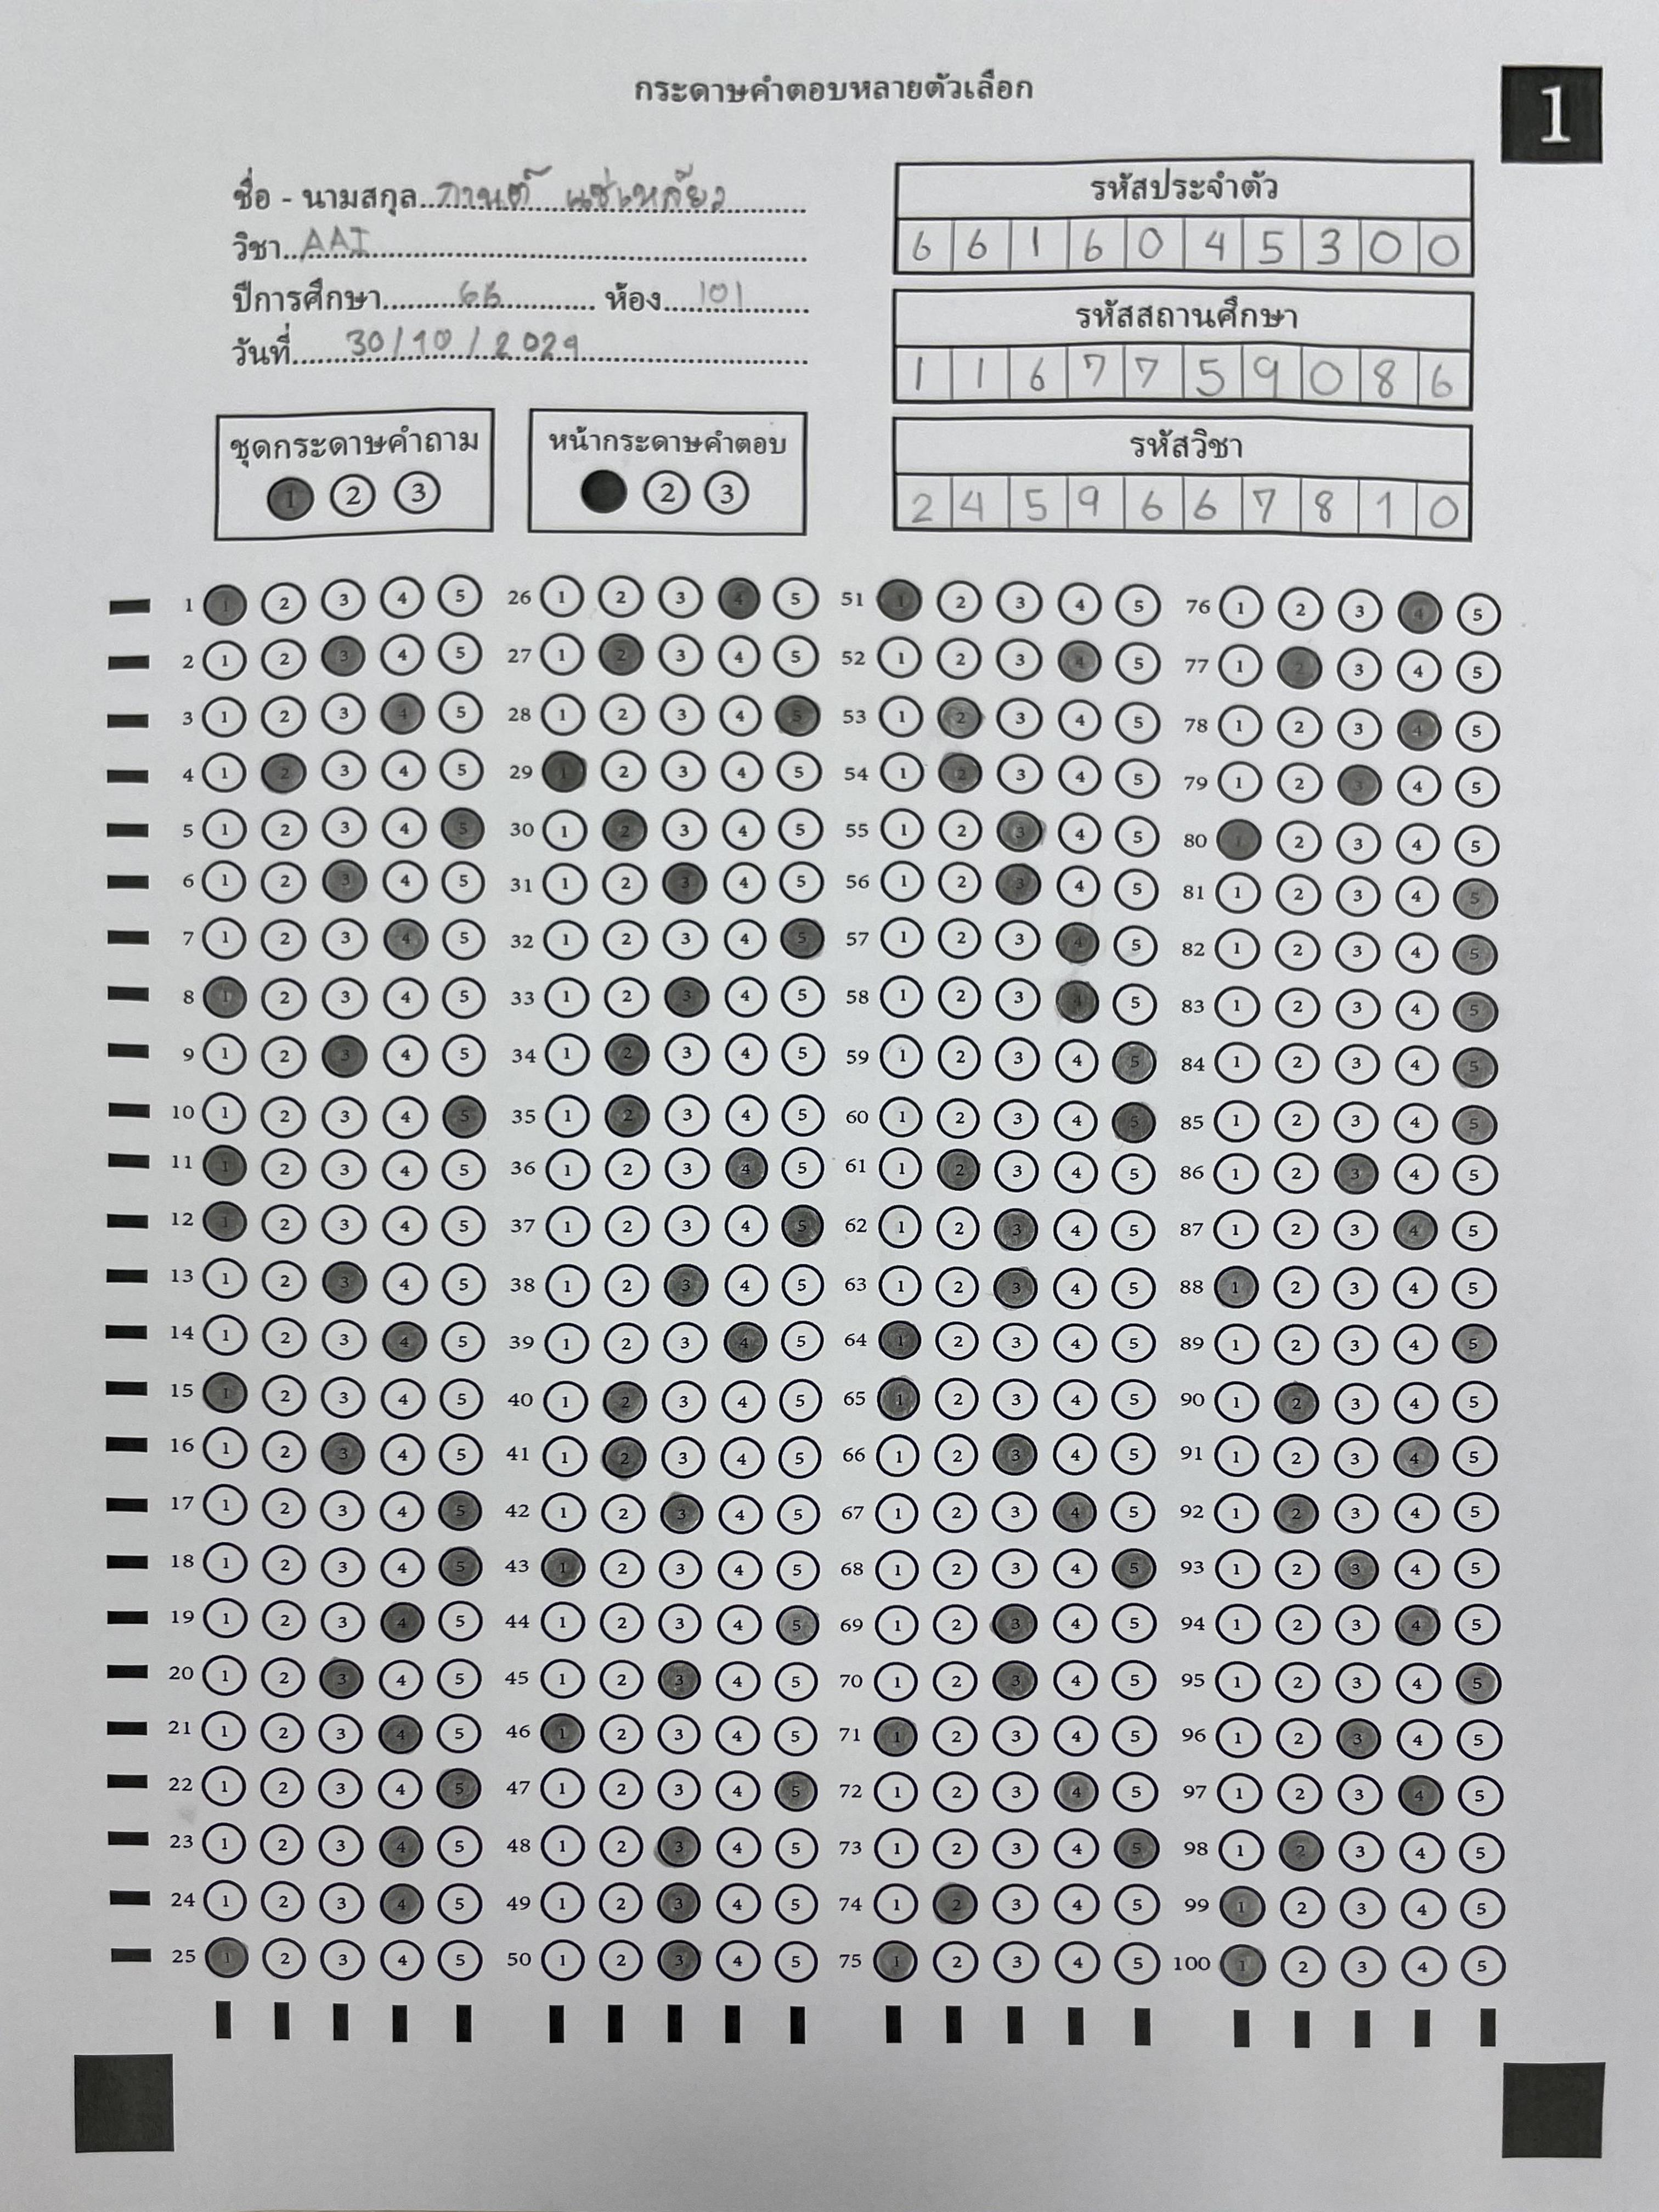 กระดาษคำตอบหลายตัวเลือก
1
ชื่อ - นามสกุล กานต์ แซ่เหลี่ยว
วิชา AAI
ปีการศึกษา 66 ห้อง 101
วันที่ 30/10/2029
รหัสประจำตัว
6 6 1 6 0 4 5 3 0 0
รหัสสถานศึกษา
1 1 6 7 7 5 9 0 8 6
รหัสวิชา
2 4 5 9 6 6 7 8 1 0
ชุดกระดาษคำถาม
1 2 3
หน้ากระดาษคำตอบ
2 3
1 1 2 3 4 5 26 1 2 3 4 5 51 1 2 3 4 5 76 1 2 3 4 5
2 1 2 3 4 5 27 1 2 3 4 5 52 1 2 3 4 5 77 1 2 3 4 5
3 1 2 3 4 5 28 1 2 3 4 5 53 1 2 3 4 5 78 1 2 3 4 5
4 1 2 3 4 5 29 1 2 3 4 5 54 1 2 3 4 5 79 1 2 3 4 5
5 1 2 3 4 5 30 1 2 3 4 5 55 1 2 3 4 5 80 1 2 3 4 5
6 1 2 3 4 5 31 1 2 3 4 5 56 1 2 3 4 5 81 1 2 3 4 5
7 1 2 3 4 5 32 1 2 3 4 5 57 1 2 3 4 5 82 1 2 3 4 5
8 1 2 3 4 5 33 1 2 3 4 5 58 1 2 3 4 5 83 1 2 3 4 5
9 1 2 3 4 5 34 1 2 3 4 5 59 1 2 3 4 5 84 1 2 3 4 5
10 1 2 3 4 5 35 1 2 3 4 5 60 1 2 3 4 5 85 1 2 3 4 5
11 1 2 3 4 5 36 1 2 3 4 5 61 1 2 3 4 5 86 1 2 3 4 5
12 1 2 3 4 5 37 1 2 3 4 5 62 1 2 3 4 5 87 1 2 3 4 5
13 1 2 3 4 5 38 1 2 3 4 5 63 1 2 3 4 5 88 1 2 3 4 5
14 1 2 3 4 5 39 1 2 3 4 5 64 1 2 3 4 5 89 1 2 3 4 5
15 1 2 3 4 5 40 1 2 3 4 5 65 1 2 3 4 5 90 1 2 3 4 5
16 1 2 3 4 5 41 1 2 3 4 5 66 1 2 3 4 5 91 1 2 3 4 5
17 1 2 3 4 5 42 1 2 3 4 5 67 1 2 3 4 5 92 1 2 3 4 5
18 1 2 3 4 5 43 1 2 3 4 5 68 1 2 3 4 5 93 1 2 3 4 5
19 1 2 3 4 5 44 1 2 3 4 5 69 1 2 3 4 5 94 1 2 3 4 5
20 1 2 3 4 5 45 1 2 3 4 5 70 1 2 3 4 5 95 1 2 3 4 5
21 1 2 3 4 5 46 1 2 3 4 5 71 1 2 3 4 5 96 1 2 3 4 5
22 1 2 3 4 5 47 1 2 3 4 5 72 1 2 3 4 5 97 1 2 3 4 5
23 1 2 3 4 5 48 1 2 3 4 5 73 1 2 3 4 5 98 1 2 3 4 5
24 1 2 3 4 5 49 1 2 3 4 5 74 1 2 3 4 5 99 1 2 3 4 5
25 1 2 3 4 5 50 1 2 3 4 5 75 1 2 3 4 5 100 1 2 3 4 5